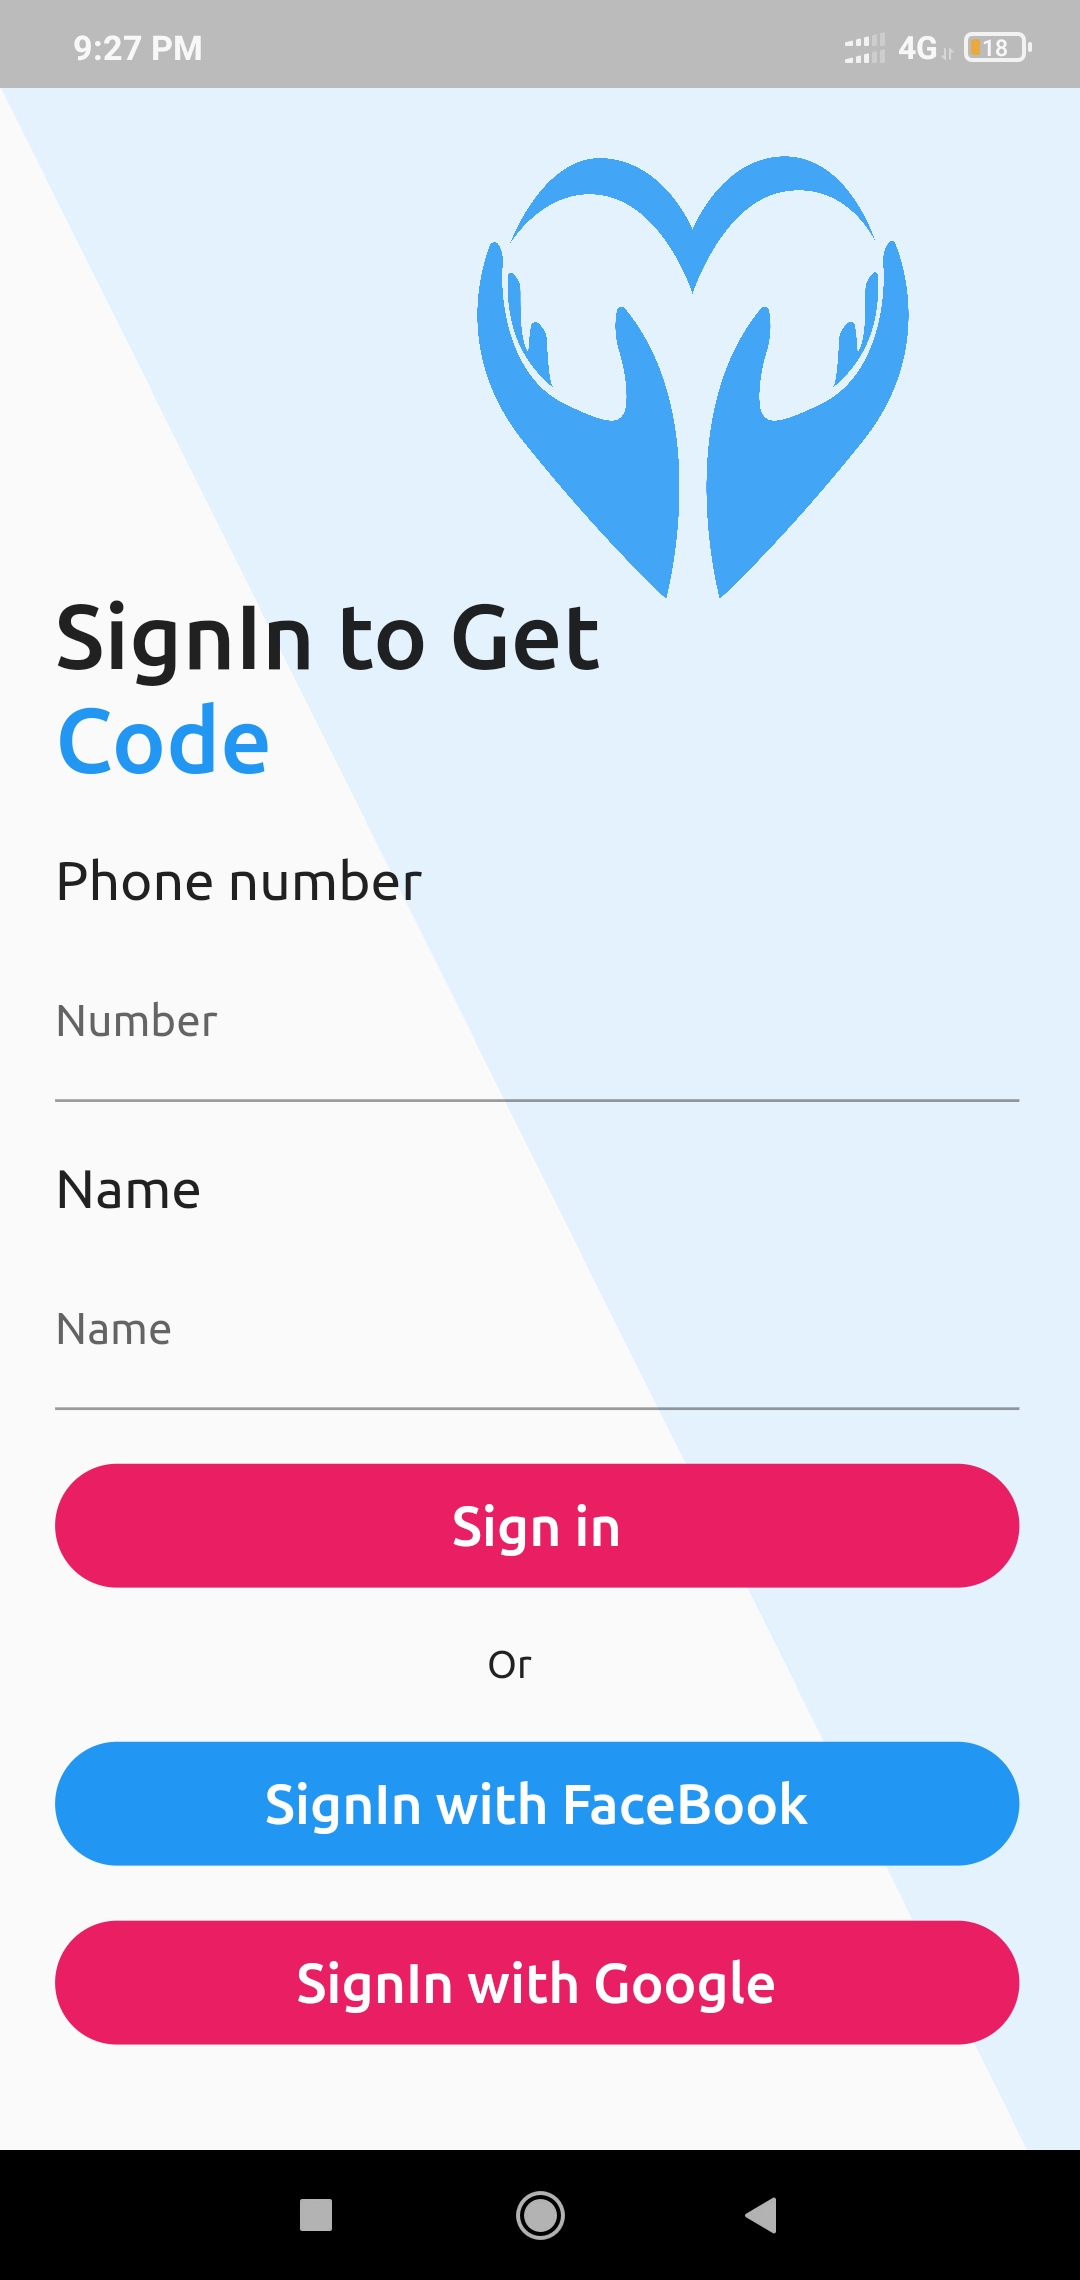 9:27 PM 4G 18
SignIn to Get
Code
Phone number
Number
Name
Name
Sign in
Or
SignIn with FaceBook
SignIn with Google